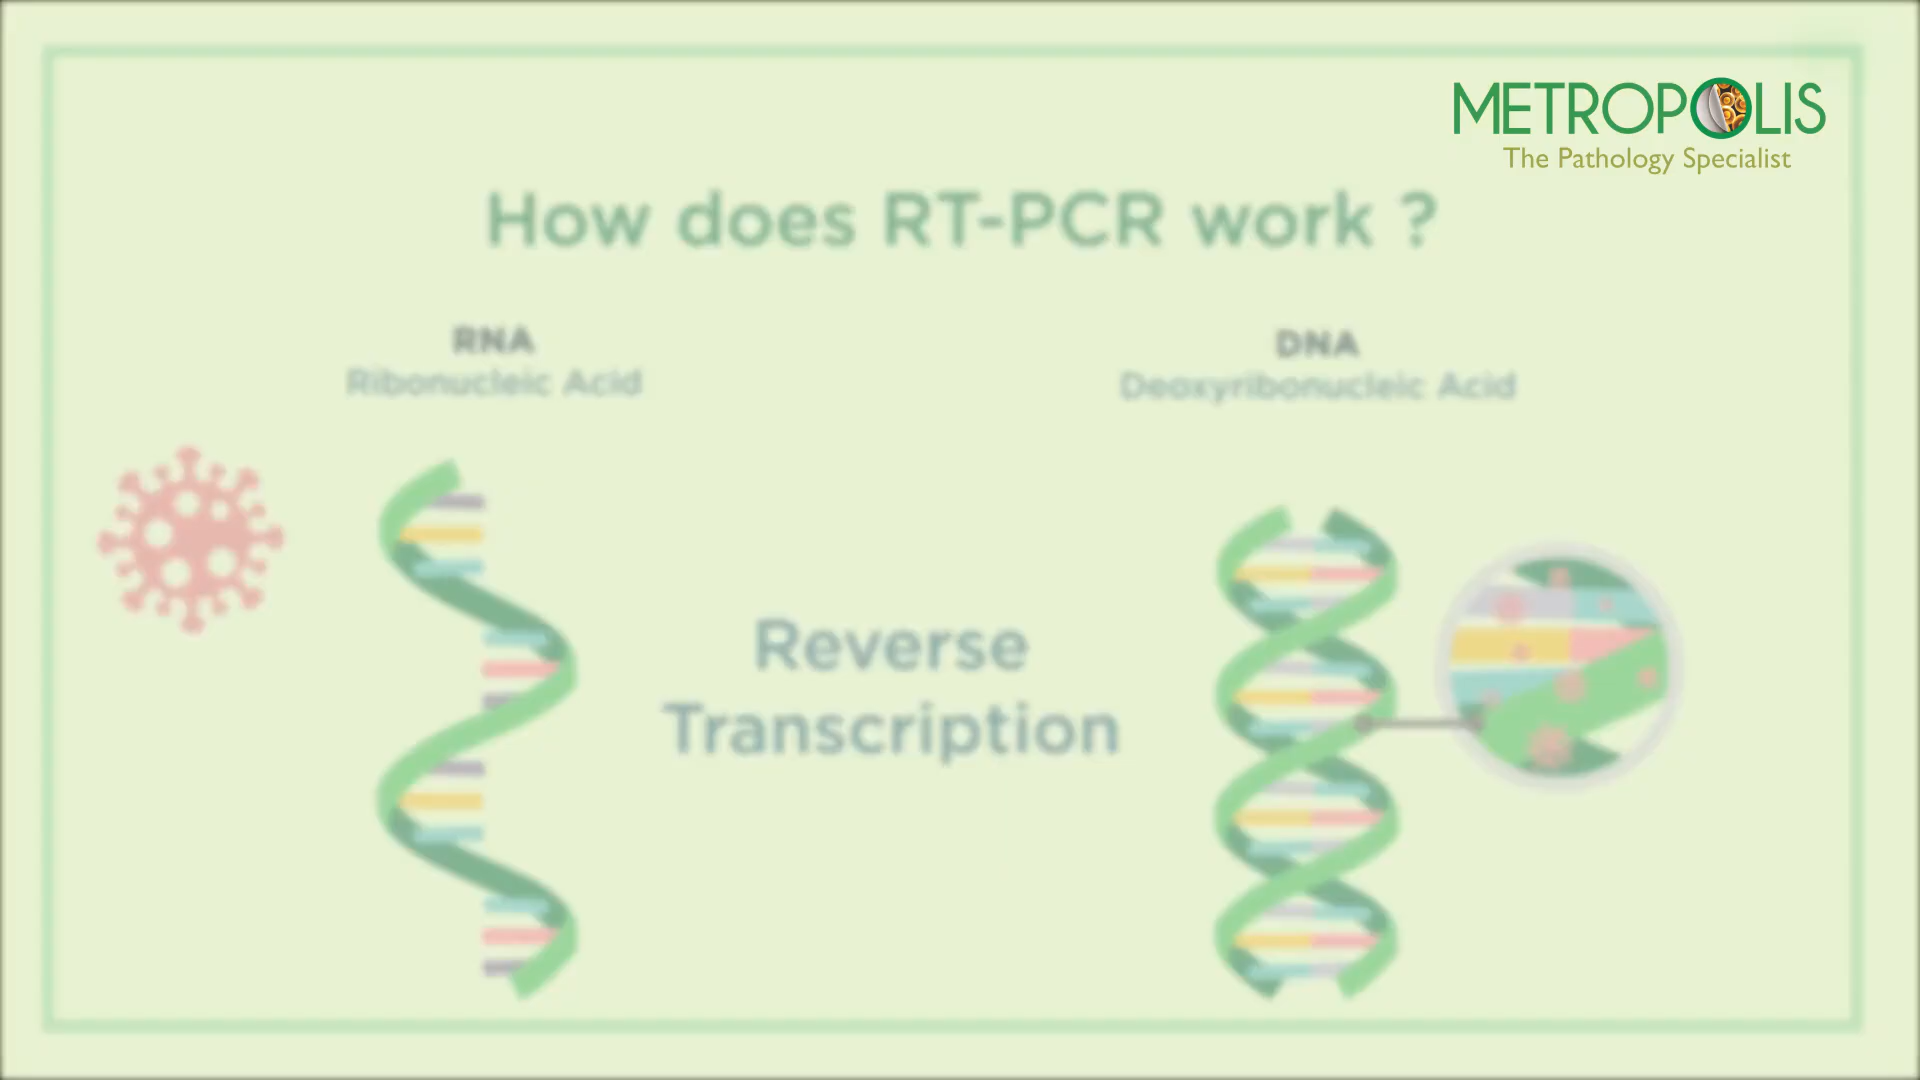 METROPOLIS
The Pathology Specialist
How does RT-PCR work ?
RNA
Ribonucleic Acid
DNA
Deoxyribonucleic Acid
Reverse
Transcription